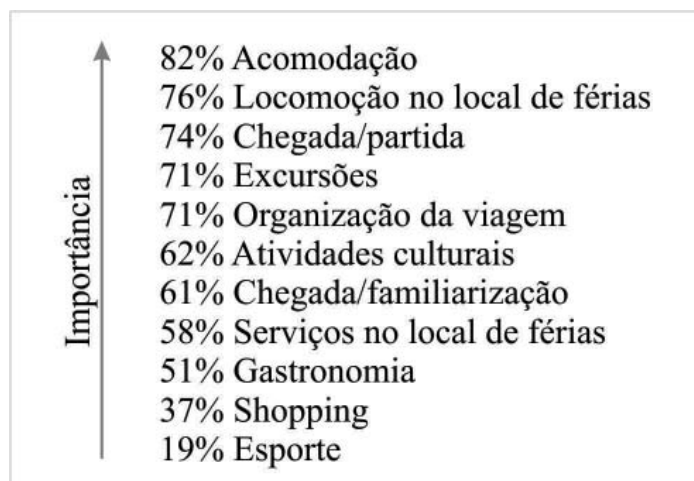 82% Acomodação
76% Locomoção no local de férias
74% Chegada/partida
71% Excursões
71% Organização da viagem
62% Atividades culturais
61% Chegada/familiarização
58% Serviços no local de férias
51% Gastronomia
37% Shopping
19% Esporte
Importância